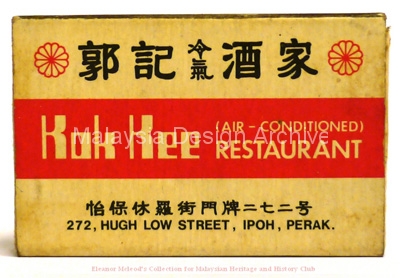 郭記冷氣酒家
Kok Kee (AIR - CONDITIONED) RESTAURANT
Malaysia Design Archive
怡保休羅街門牌二七二号
272, HUGH LOW STREET, IPOH, PERAK.
Eleanor Mcleod's Collection for Malaysian Heritage and History Club